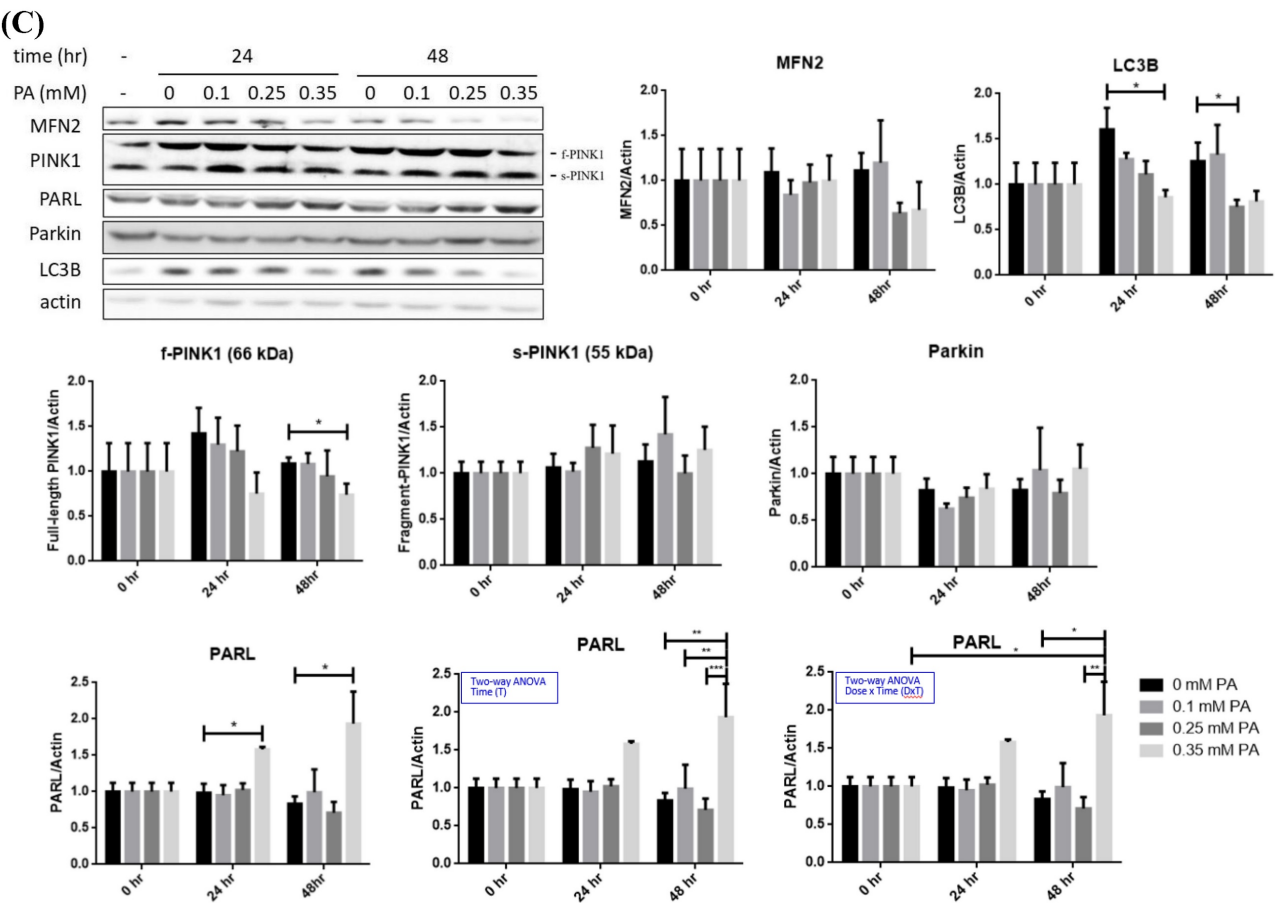 (C)
time (hr) - 24 48
PA (mM) - 0 0.1 0.25 0.35 0 0.1 0.25 0.35
MFN2
PINK1
- f-PINK1
- s-PINK1
PARL
Parkin
LC3B
actin
MFN2
MFN2/Actin
2.0
1.5
1.0
0.5
0.0
0 hr
24 hr
48hr
LC3B
LC3B/Actin
2.0
1.5
1.0
0.5
0.0
*
*
0 hr
24 hr
48hr
f-PINK1 (66 kDa)
Full-length PINK1/Actin
2.0
1.5
1.0
0.5
0.0
*
0 hr
24 hr
48hr
s-PINK1 (55 kDa)
Fragment-PINK1/Actin
2.0
1.5
1.0
0.5
0.0
0 hr
24 hr
48hr
Parkin
Parkin/Actin
2.0
1.5
1.0
0.5
0.0
0 hr
24 hr
48hr
PARL
PARL/Actin
2.5
2.0
1.5
1.0
0.5
0.0
*
*
0 hr
24 hr
48hr
PARL
Two-way ANOVA
Time (T)
PARL/Actin
2.5
2.0
1.5
1.0
0.5
0.0
**
**
***
0 hr
24 hr
48 hr
PARL
Two-way ANOVA
Dose x Time (DxT)
PARL/Actin
2.5
2.0
1.5
1.0
0.5
0.0
*
*
**
0 hr
24 hr
48 hr
0 mM PA
0.1 mM PA
0.25 mM PA
0.35 mM PA